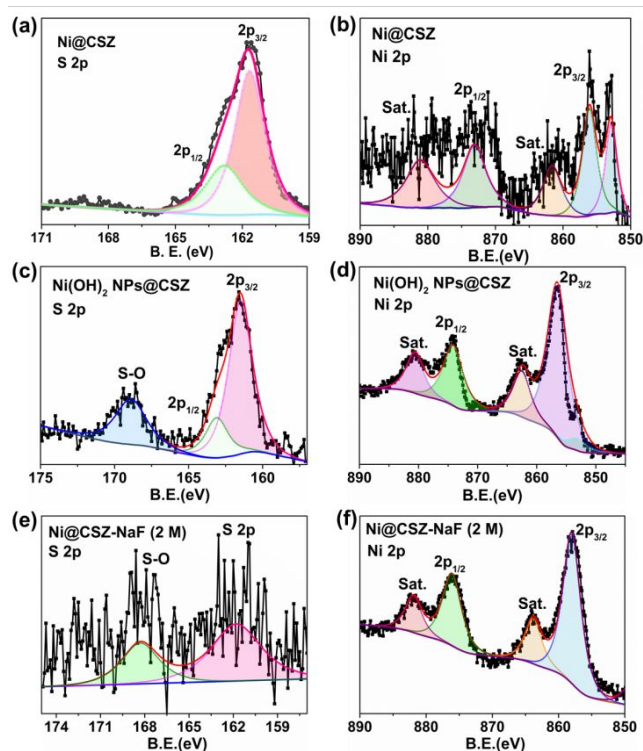 (a) Ni@CSZ
S 2p
2p3/2
2p1/2
171 168 165 162 159
B. E. (eV)
(b) Ni@CSZ
Ni 2p
2p3/2
2p1/2
Sat.
Sat.
890 880 870 860 850
B. E. (eV)
(c) Ni(OH)2 NPs@CSZ
S 2p
2p3/2
S-O
2p1/2
175 170 165 160
B.E.(eV)
(d) Ni(OH)2 NPs@CSZ
Ni 2p
2p3/2
2p1/2
Sat.
Sat.
890 880 870 860 850
B.E.(eV)
(e) Ni@CSZ-NaF (2 M)
S 2p
S 2p
S-O
174 171 168 165 162 159
B.E.(eV)
(f) Ni@CSZ-NaF (2 M)
Ni 2p
2p3/2
2p1/2
Sat.
Sat.
890 880 870 860 850
B.E.(eV)